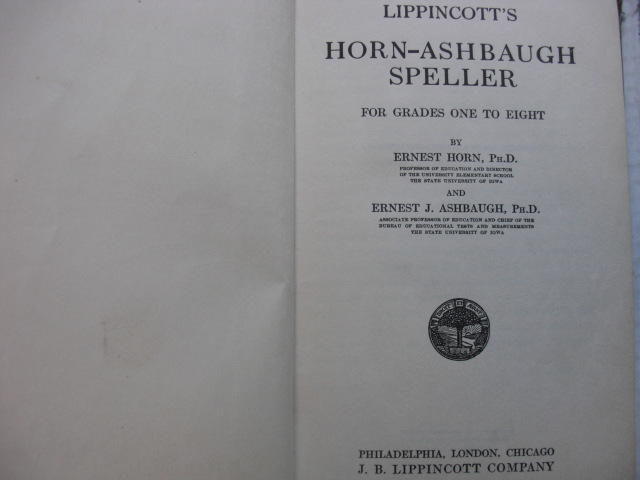 LIPPINCOTT'S
HORN-ASHBAUGH
SPELLER
FOR GRADES ONE TO EIGHT
BY
ERNEST HORN, PH.D.
PROFESSOR OF EDUCATION AND DIRECTOR
OF THE UNIVERSITY ELEMENTARY SCHOOL
THE STATE UNIVERSITY OF IOWA
AND
ERNEST J. ASHBAUGH, PH.D.
ASSOCIATE PROFESSOR OF EDUCATION AND CHIEF OF THE
BUREAU OF EDUCATIONAL TESTS AND MEASUREMENTS
THE STATE UNIVERSITY OF IOWA
PHILADELPHIA, LONDON, CHICAGO
J. B. LIPPINCOTT COMPANY